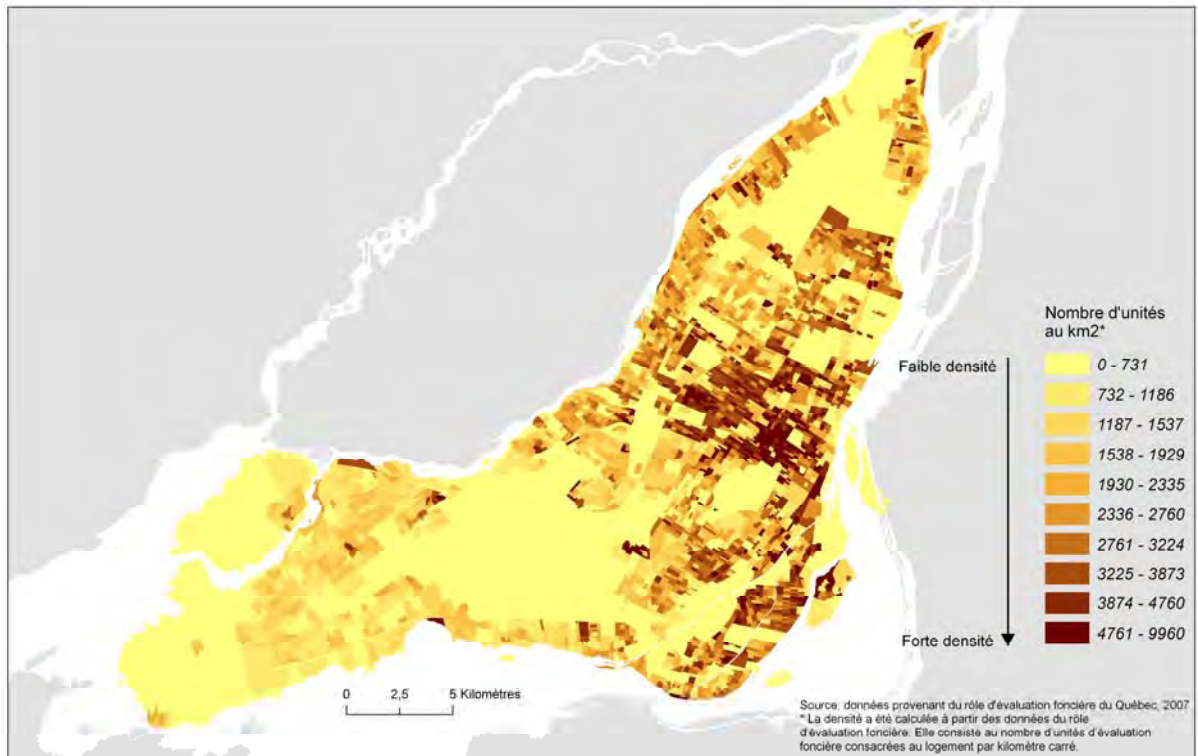 Nombre d'unités
au km2*
Faible densité
0 - 731
732 - 1186
1187 - 1537
1538 - 1929
1930 - 2335
2336 - 2760
2761 - 3224
3225 - 3873
3874 - 4760
4761 - 9960
Forte densité
0 2,5 5 Kilomètres
Source: données provenant du rôle d'évaluation foncière du Québec, 2007
* La densité a été calculée à partir des données du rôle
d'évaluation foncière. Elle consiste au nombre d'unités d'évaluation
foncière consacrées au logement par kilomètre carré.